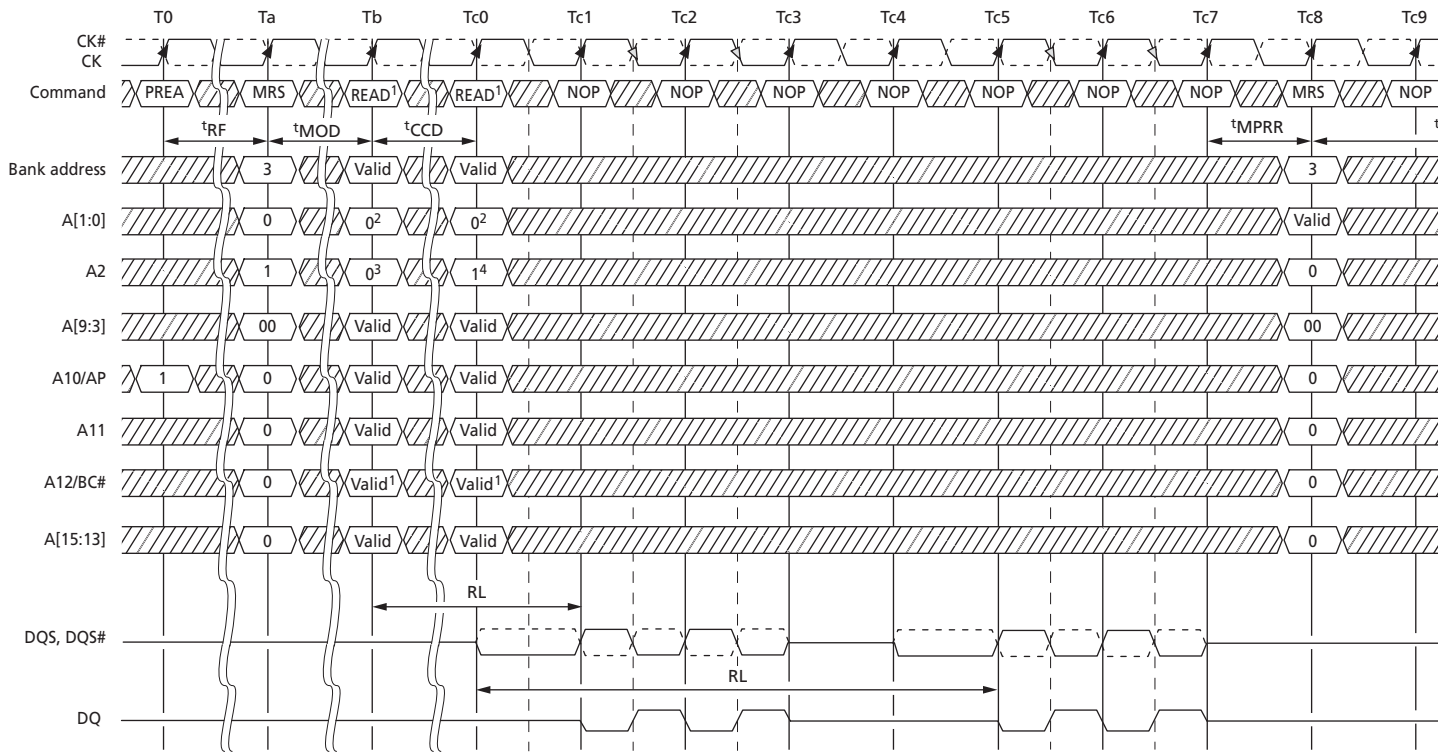 T0 Ta Tb Tc0 Tc1 Tc2 Tc3 Tc4 Tc5 Tc6 Tc7 Tc8 Tc9
CK#
CK
Command PREA MRS READ¹ READ¹ NOP NOP NOP NOP NOP NOP NOP MRS NOP
ᵗRF ᵗMOD ᵗCCD ᵗMPRR ᵗ
Bank address 3 Valid Valid 3
A[1:0] 0 0² 0² Valid
A2 1 0³ 1⁴ 0
A[9:3] 00 Valid Valid 00
A10/AP 1 0 Valid Valid 0
A11 0 Valid Valid 0
A12/BC# 0 Valid¹ Valid¹ 0
A[15:13] 0 Valid Valid 0
RL
DQS, DQS#
RL
DQ